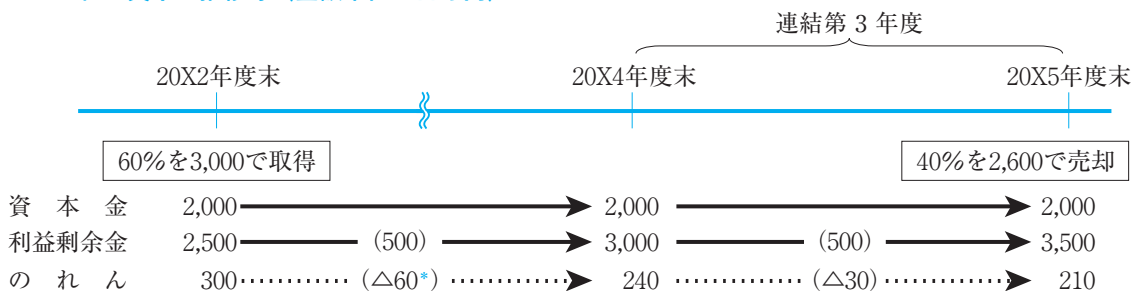 連結第 3 年度
20X2年度末 20X4年度末 20X5年度末
60%を3,000で取得 40%を2,600で売却
資 本 金 2,000 2,000 2,000
利益剰余金 2,500 (500) 3,000 (500) 3,500
の れ ん 300 (△60*) 240 (△30) 210